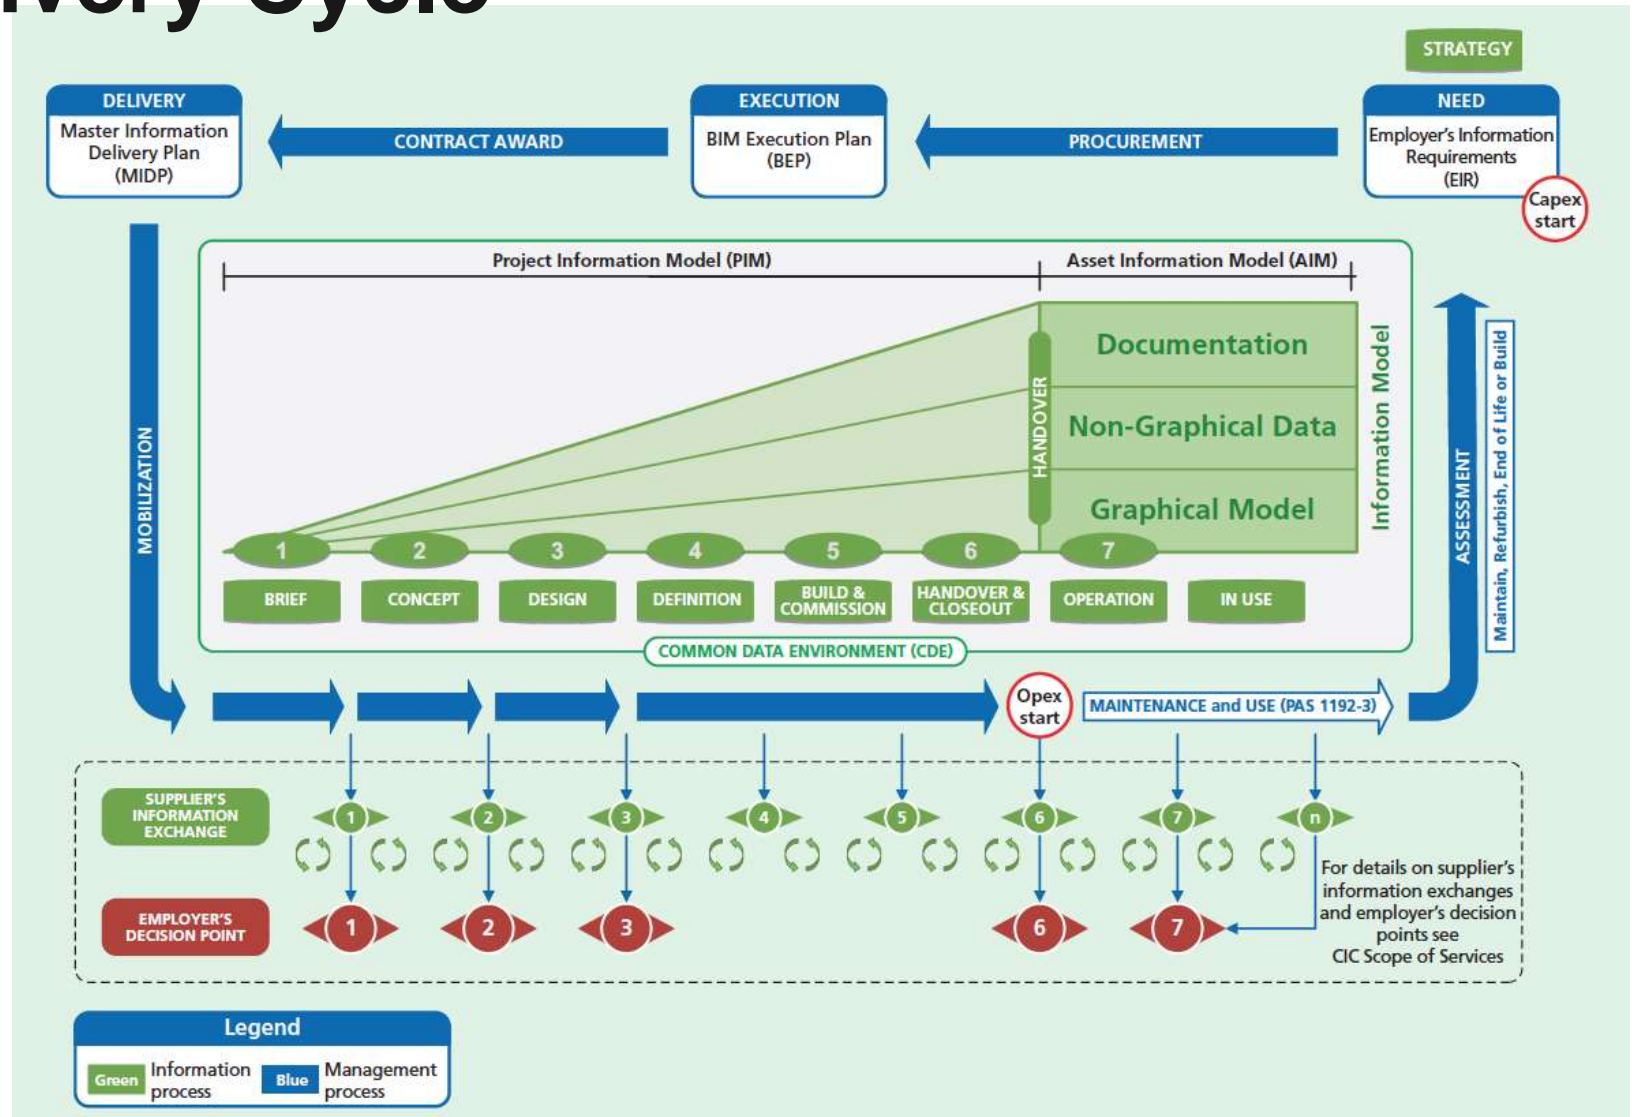 ivery Cycle
STRATEGY
DELIVERY
Master Information
Delivery Plan
(MIDP)
CONTRACT AWARD
EXECUTION
BIM Execution Plan
(BEP)
PROCUREMENT
NEED
Employer's Information
Requirements
(EIR)
Capex
start
Project Information Model (PIM)
Asset Information Model (AIM)
MOBILIZATION
HANDOVER
Documentation
Non-Graphical Data
Graphical Model
Information Model
ASSESSMENT
Maintain, Refurbish, End of Life or Build
1
2
3
4
5
6
7
BRIEF
CONCEPT
DESIGN
DEFINITION
BUILD &
COMMISSION
HANDOVER &
CLOSEOUT
OPERATION
IN USE
COMMON DATA ENVIRONMENT (CDE)
Opex
start
MAINTENANCE and USE (PAS 1192-3)
SUPPLIER'S
INFORMATION
EXCHANGE
1
2
3
4
5
6
7
n
EMPLOYER'S
DECISION POINT
1
2
3
6
7
For details on supplier's
information exchanges
and employer's decision
points see
CIC Scope of Services
Legend
Green
Information
process
Blue
Management
process